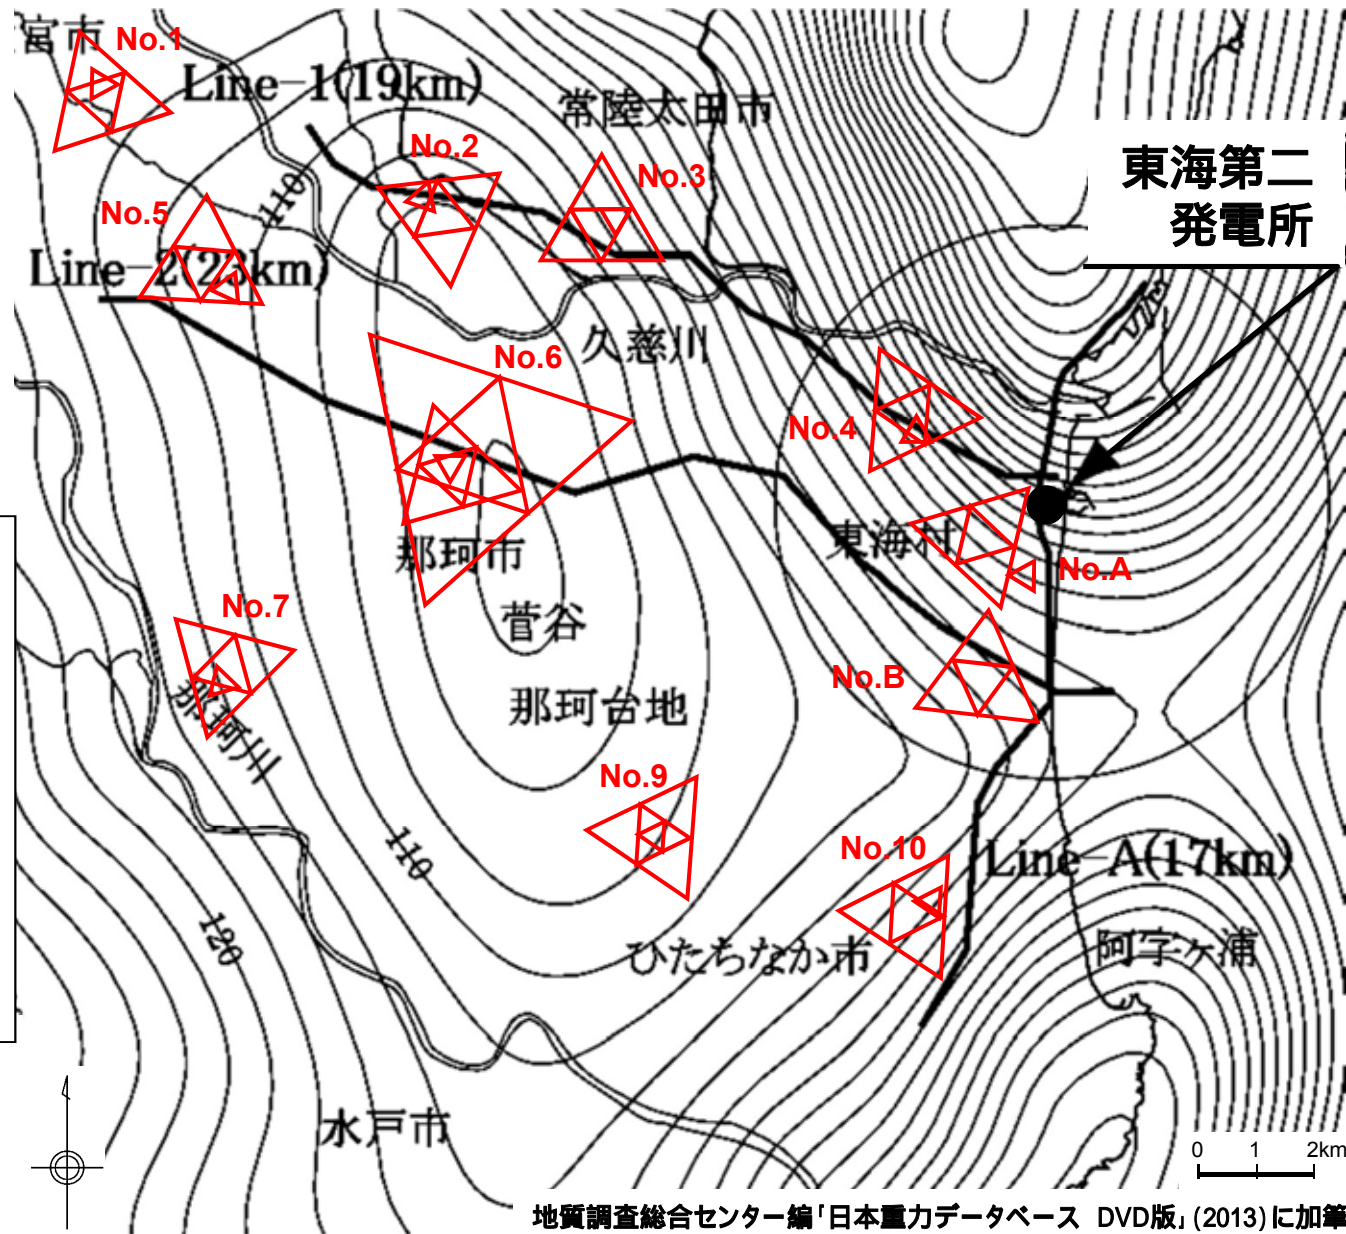 宮市
No.1
Line-1(19km)
常陸太田市
No.2
No.3
東海第二
発電所
110
No.5
Line-2(23km)
久慈川
No.6
No.4
那珂市
東海村
No.A
菅谷
No.7
那珂川
No.B
那珂台地
No.9
110
No.10
Line-A(17km)
120
ひたちなか市
阿字ヶ浦
水戸市
0 1 2km
地質調査総合センター編「日本重力データベース DVD版」(2013)に加筆